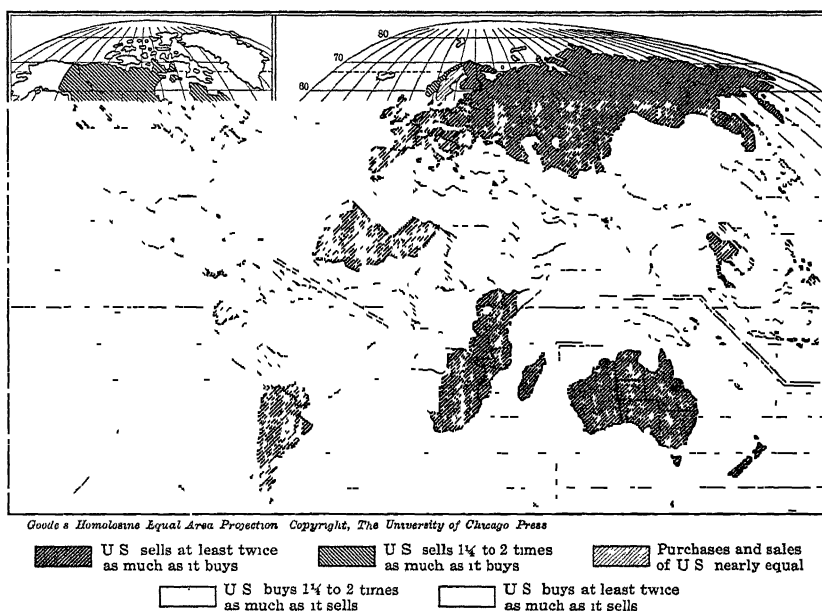 80
70
60
80
70
60
Goode s Homolosine Equal Area Projection Copyright, The University of Chicago Press
U S sells at least twice
as much as it buys
U S sells 1¼ to 2 times
as much as it buys
Purchases and sales
of U S nearly equal
U S buys 1¼ to 2 times
as much as it sells
U S buys at least twice
as much as it sells